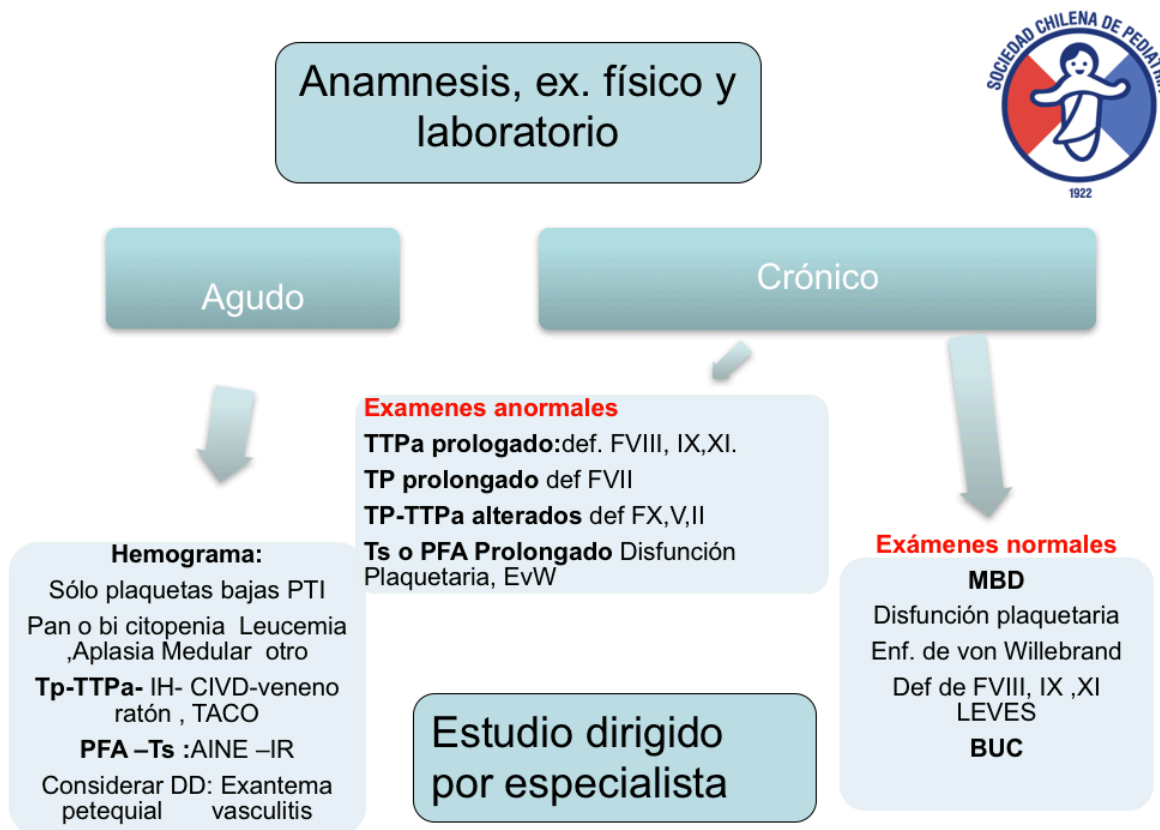 Anamnesis, ex. físico y
laboratorio
SOCIEDAD CHILENA DE PEDIATRIA
1922
Agudo
Crónico
Examenes anormales
TTPa prologado:def. FVIII, IX,XI.
TP prolongado def FVII
TP-TTPa alterados def FX,V,II
Ts o PFA Prolongado Disfunción
Plaquetaria, EvW
Hemograma:
Sólo plaquetas bajas PTI
Pan o bi citopenia Leucemia
,Aplasia Medular otro
Tp-TTPa- IH- CIVD-veneno
ratón , TACO
PFA –Ts :AINE –IR
Considerar DD: Exantema
petequial vasculitis
Exámenes normales
MBD
Disfunción plaquetaria
Enf. de von Willebrand
Def de FVIII, IX ,XI
LEVES
BUC
Estudio dirigido
por especialista